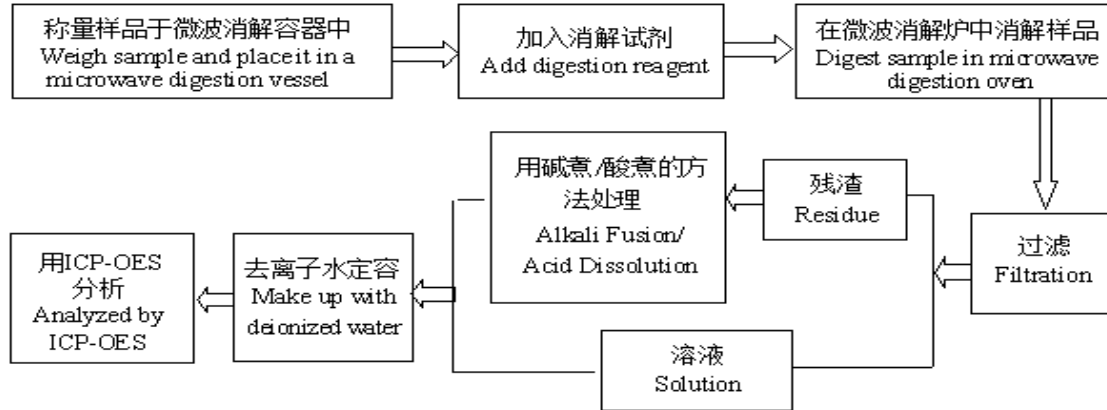 称量样品于微波消解容器中
Weigh sample and place it in a
microwave digestion vessel
加入消解试剂
Add digestion reagent
在微波消解炉中消解样品
Digest sample in microwave
digestion oven
过滤
Filtration
残渣
Residue
用碱煮/酸煮的方
法处理
Alkali Fusion/
Acid Dissolution
溶液
Solution
去离子水定容
Make up with
deionized water
用ICP-OES
分析
Analyzed by
ICP-OES